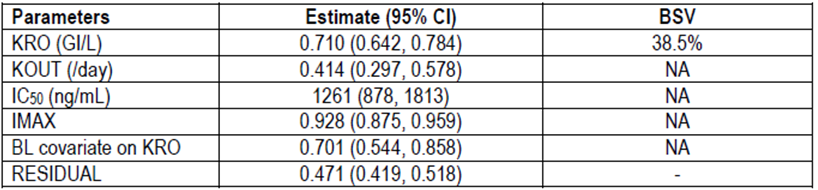 Parameters Estimate (95% CI) BSV
KRO (GI/L) 0.710 (0.642, 0.784) 38.5%
KOUT (/day) 0.414 (0.297, 0.578) NA
IC50 (ng/mL) 1261 (878, 1813) NA
IMAX 0.928 (0.875, 0.959) NA
BL covariate on KRO 0.701 (0.544, 0.858) NA
RESIDUAL 0.471 (0.419, 0.518) -